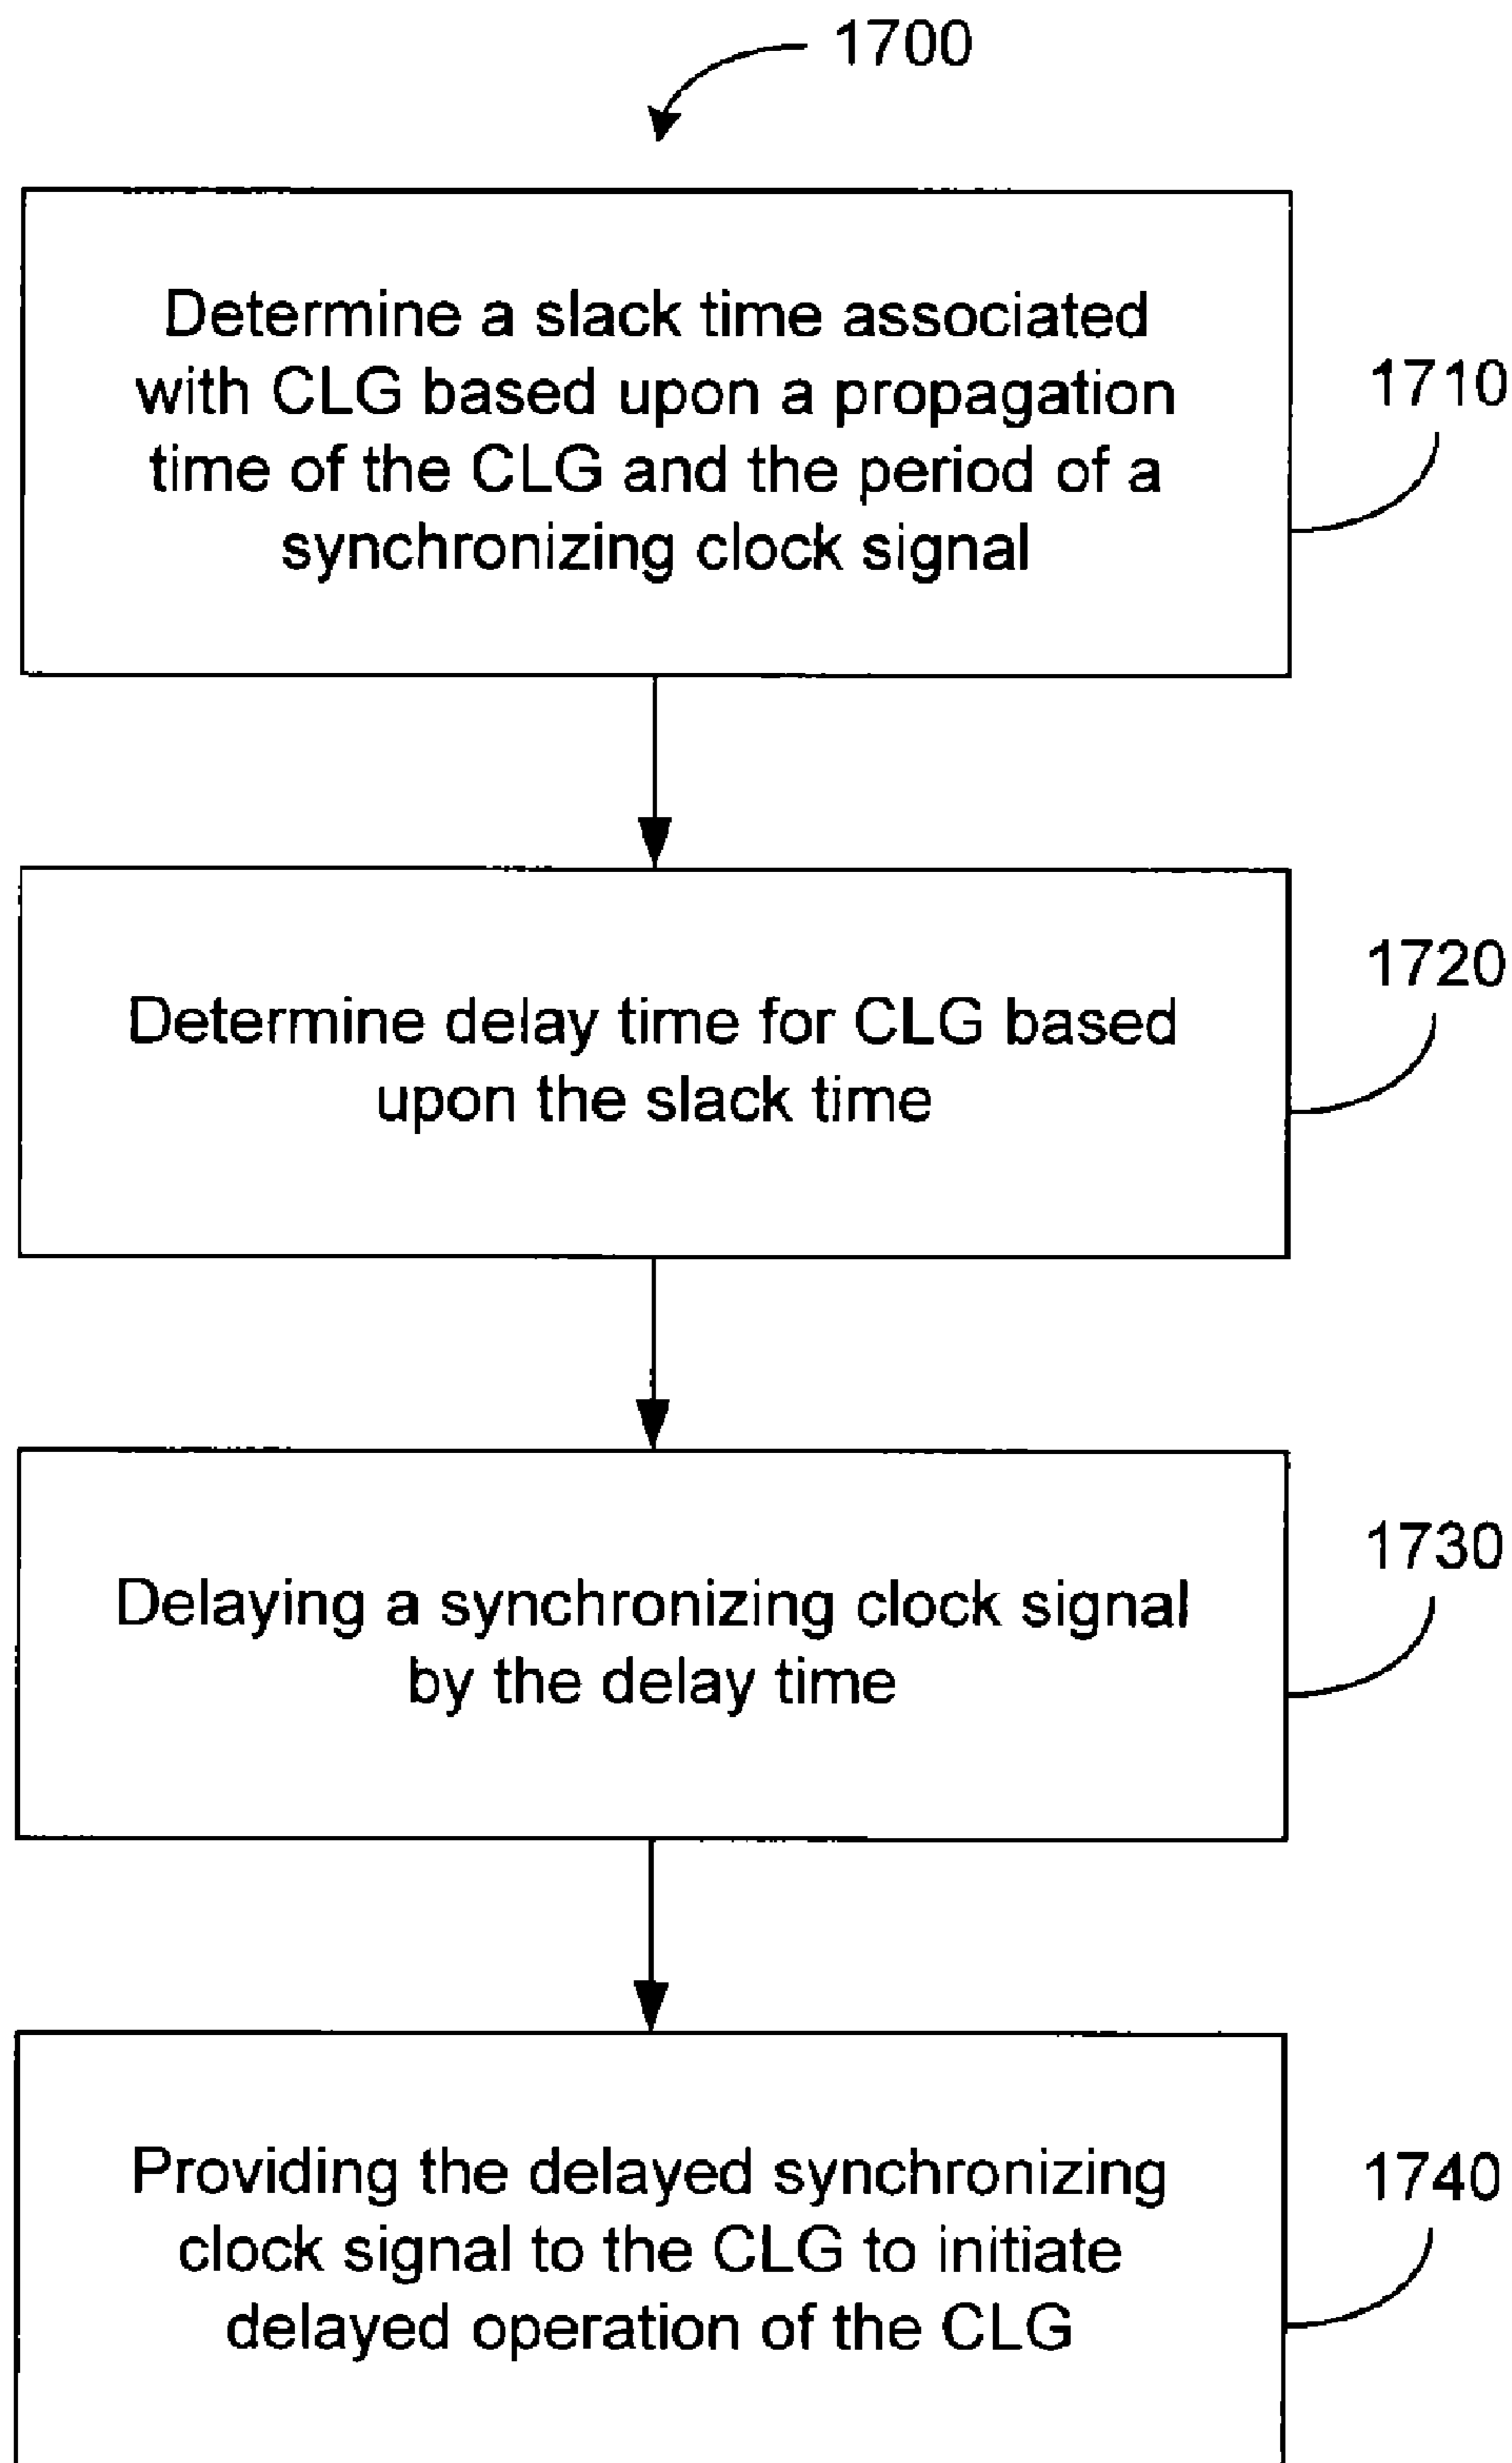 1700
Determine a slack time associated
with CLG based upon a propagation
time of the CLG and the period of a
synchronizing clock signal
1710
Determine delay time for CLG based
upon the slack time
1720
Delaying a synchronizing clock signal
by the delay time
1730
Providing the delayed synchronizing
clock signal to the CLG to initiate
delayed operation of the CLG
1740